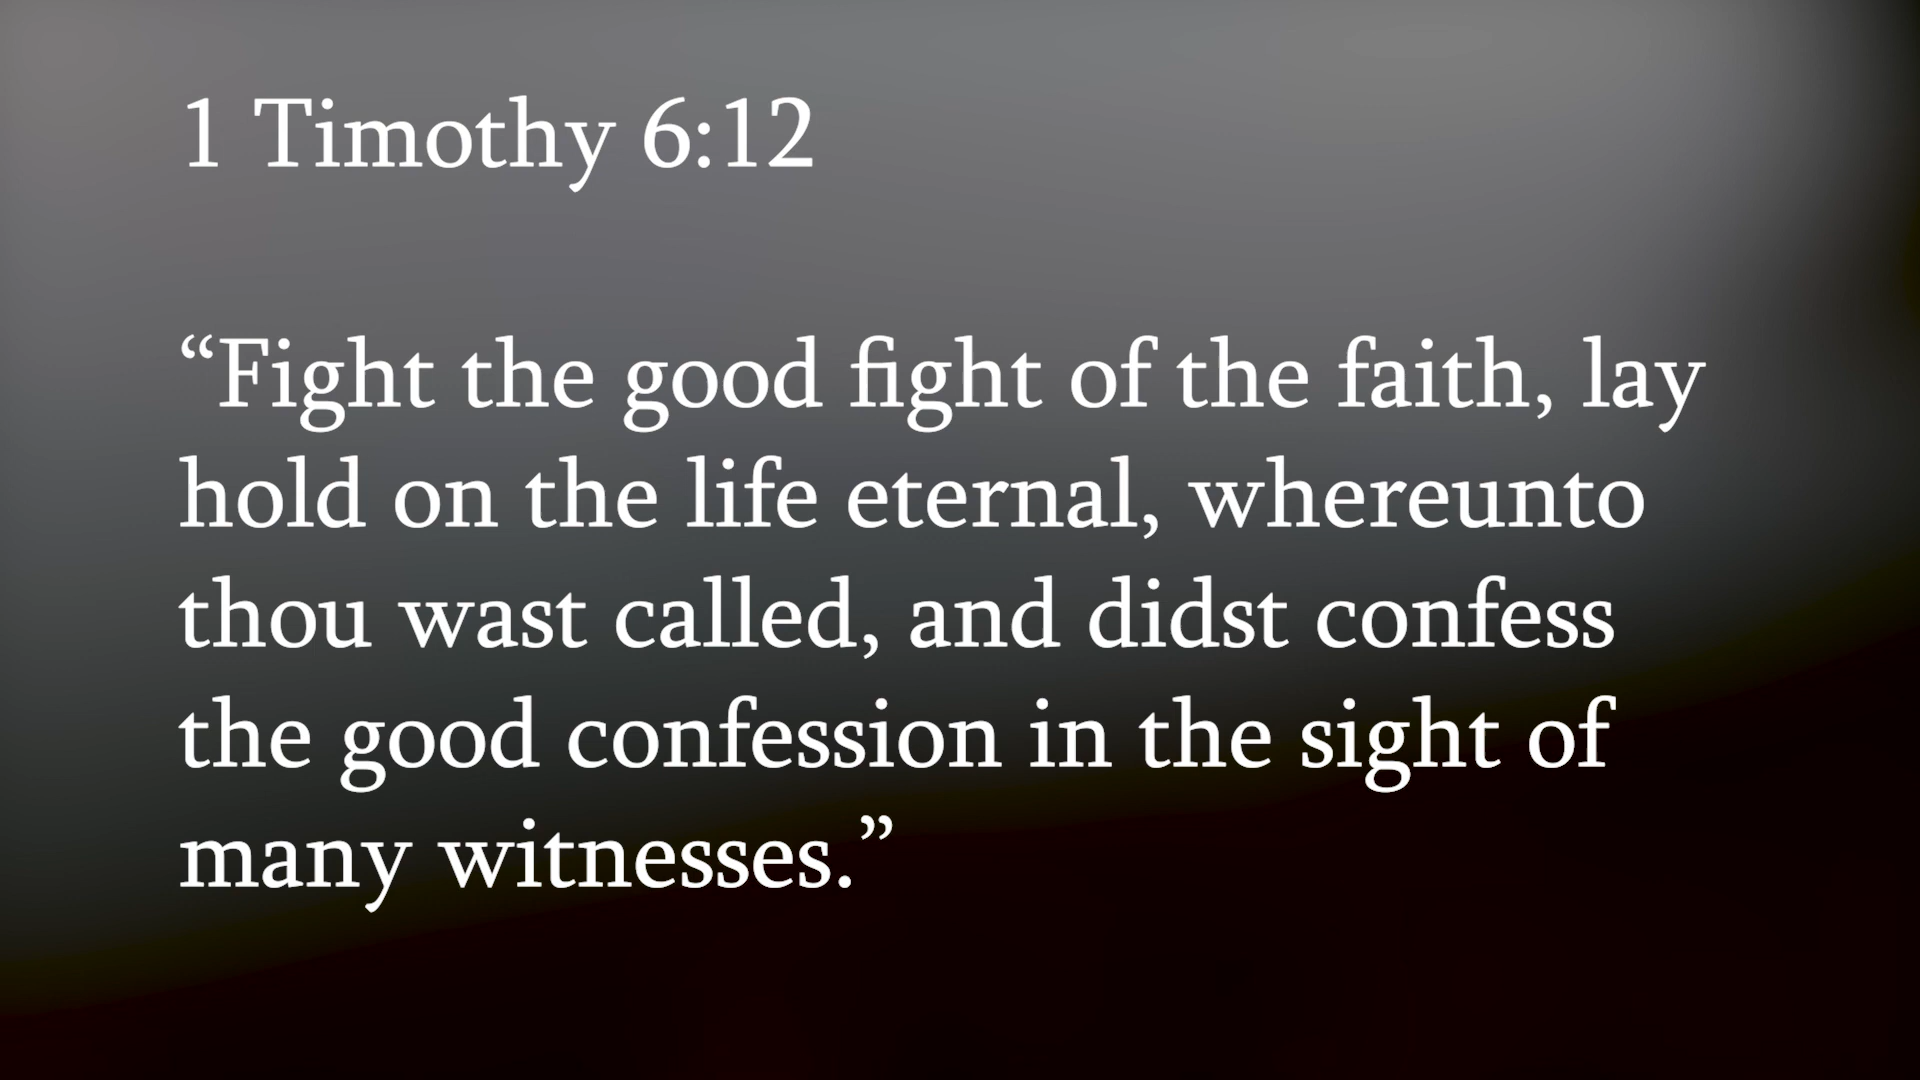 1 Timothy 6:12
“Fight the good fight of the faith, lay
hold on the life eternal, whereunto
thou wast called, and didst confess
the good confession in the sight of
many witnesses.”